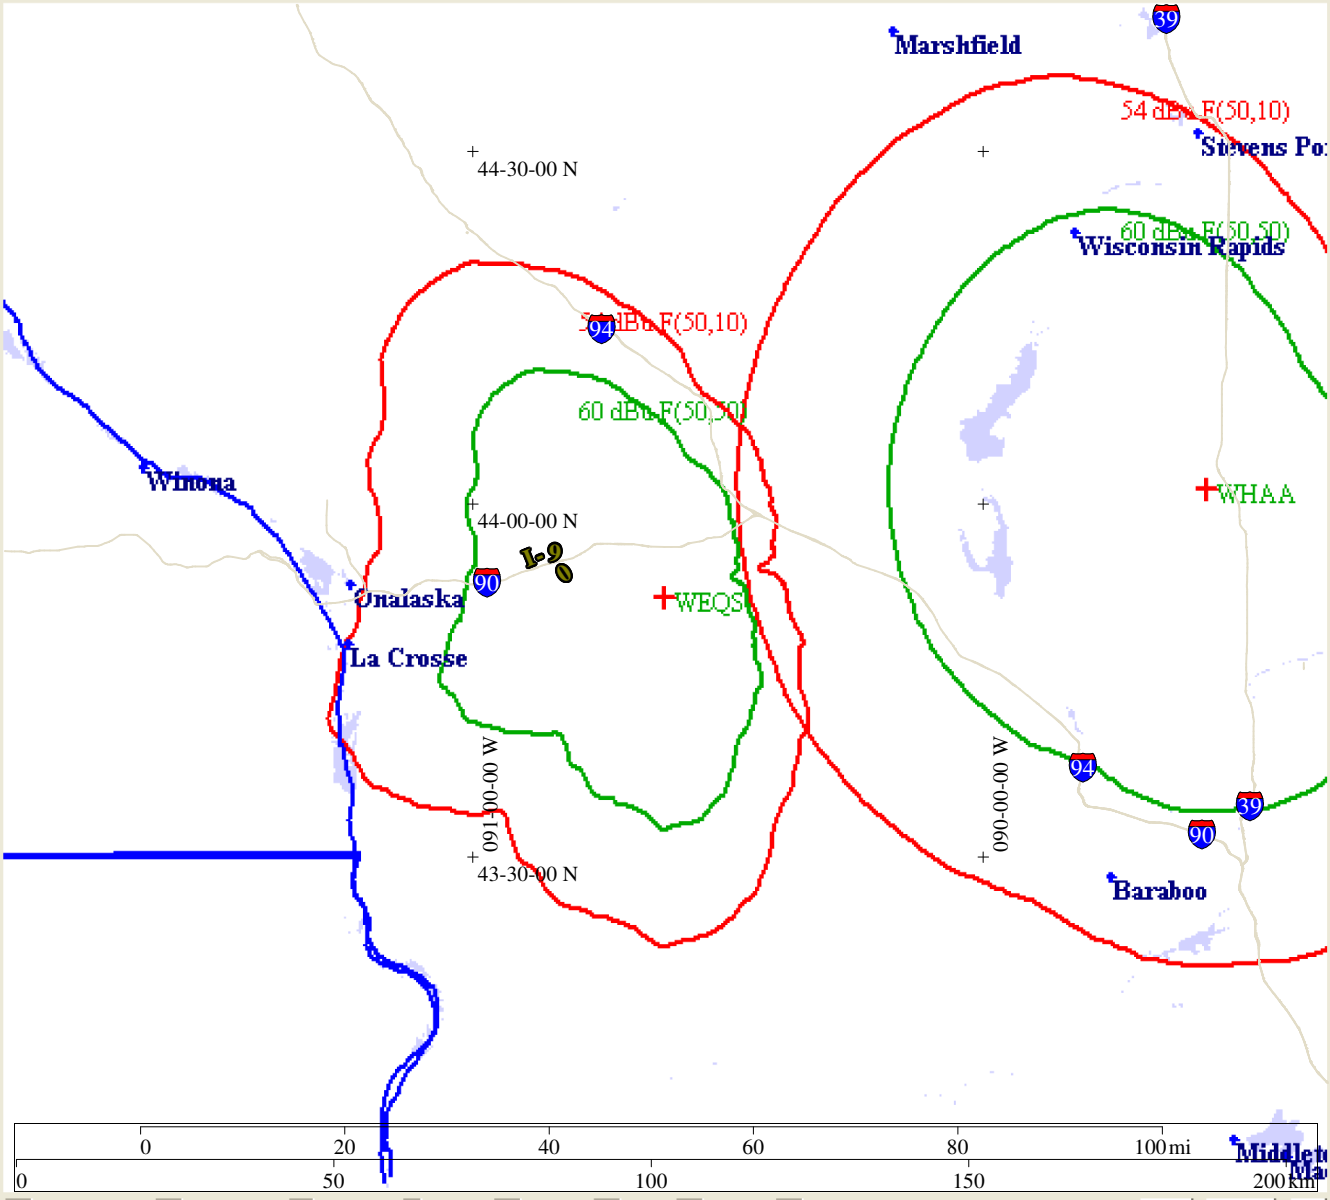 39
Marshfield
54 dBu F(50,10)
Stevens Po
44-30-00 N
60 dBu F(50,50)
Wisconsin Rapids
54 dBu F(50,10)
94
60 dBu F(50,50)
Winona
WHAA
44-00-00 N
I-90
90
Onalaska
WEQS
La Crosse
091-00-00 W
090-00-00 W
94
39
90
43-30-00 N
Baraboo
0 20 40 60 80 100 mi
Middlet
Ma
0 50 100 150 200 km